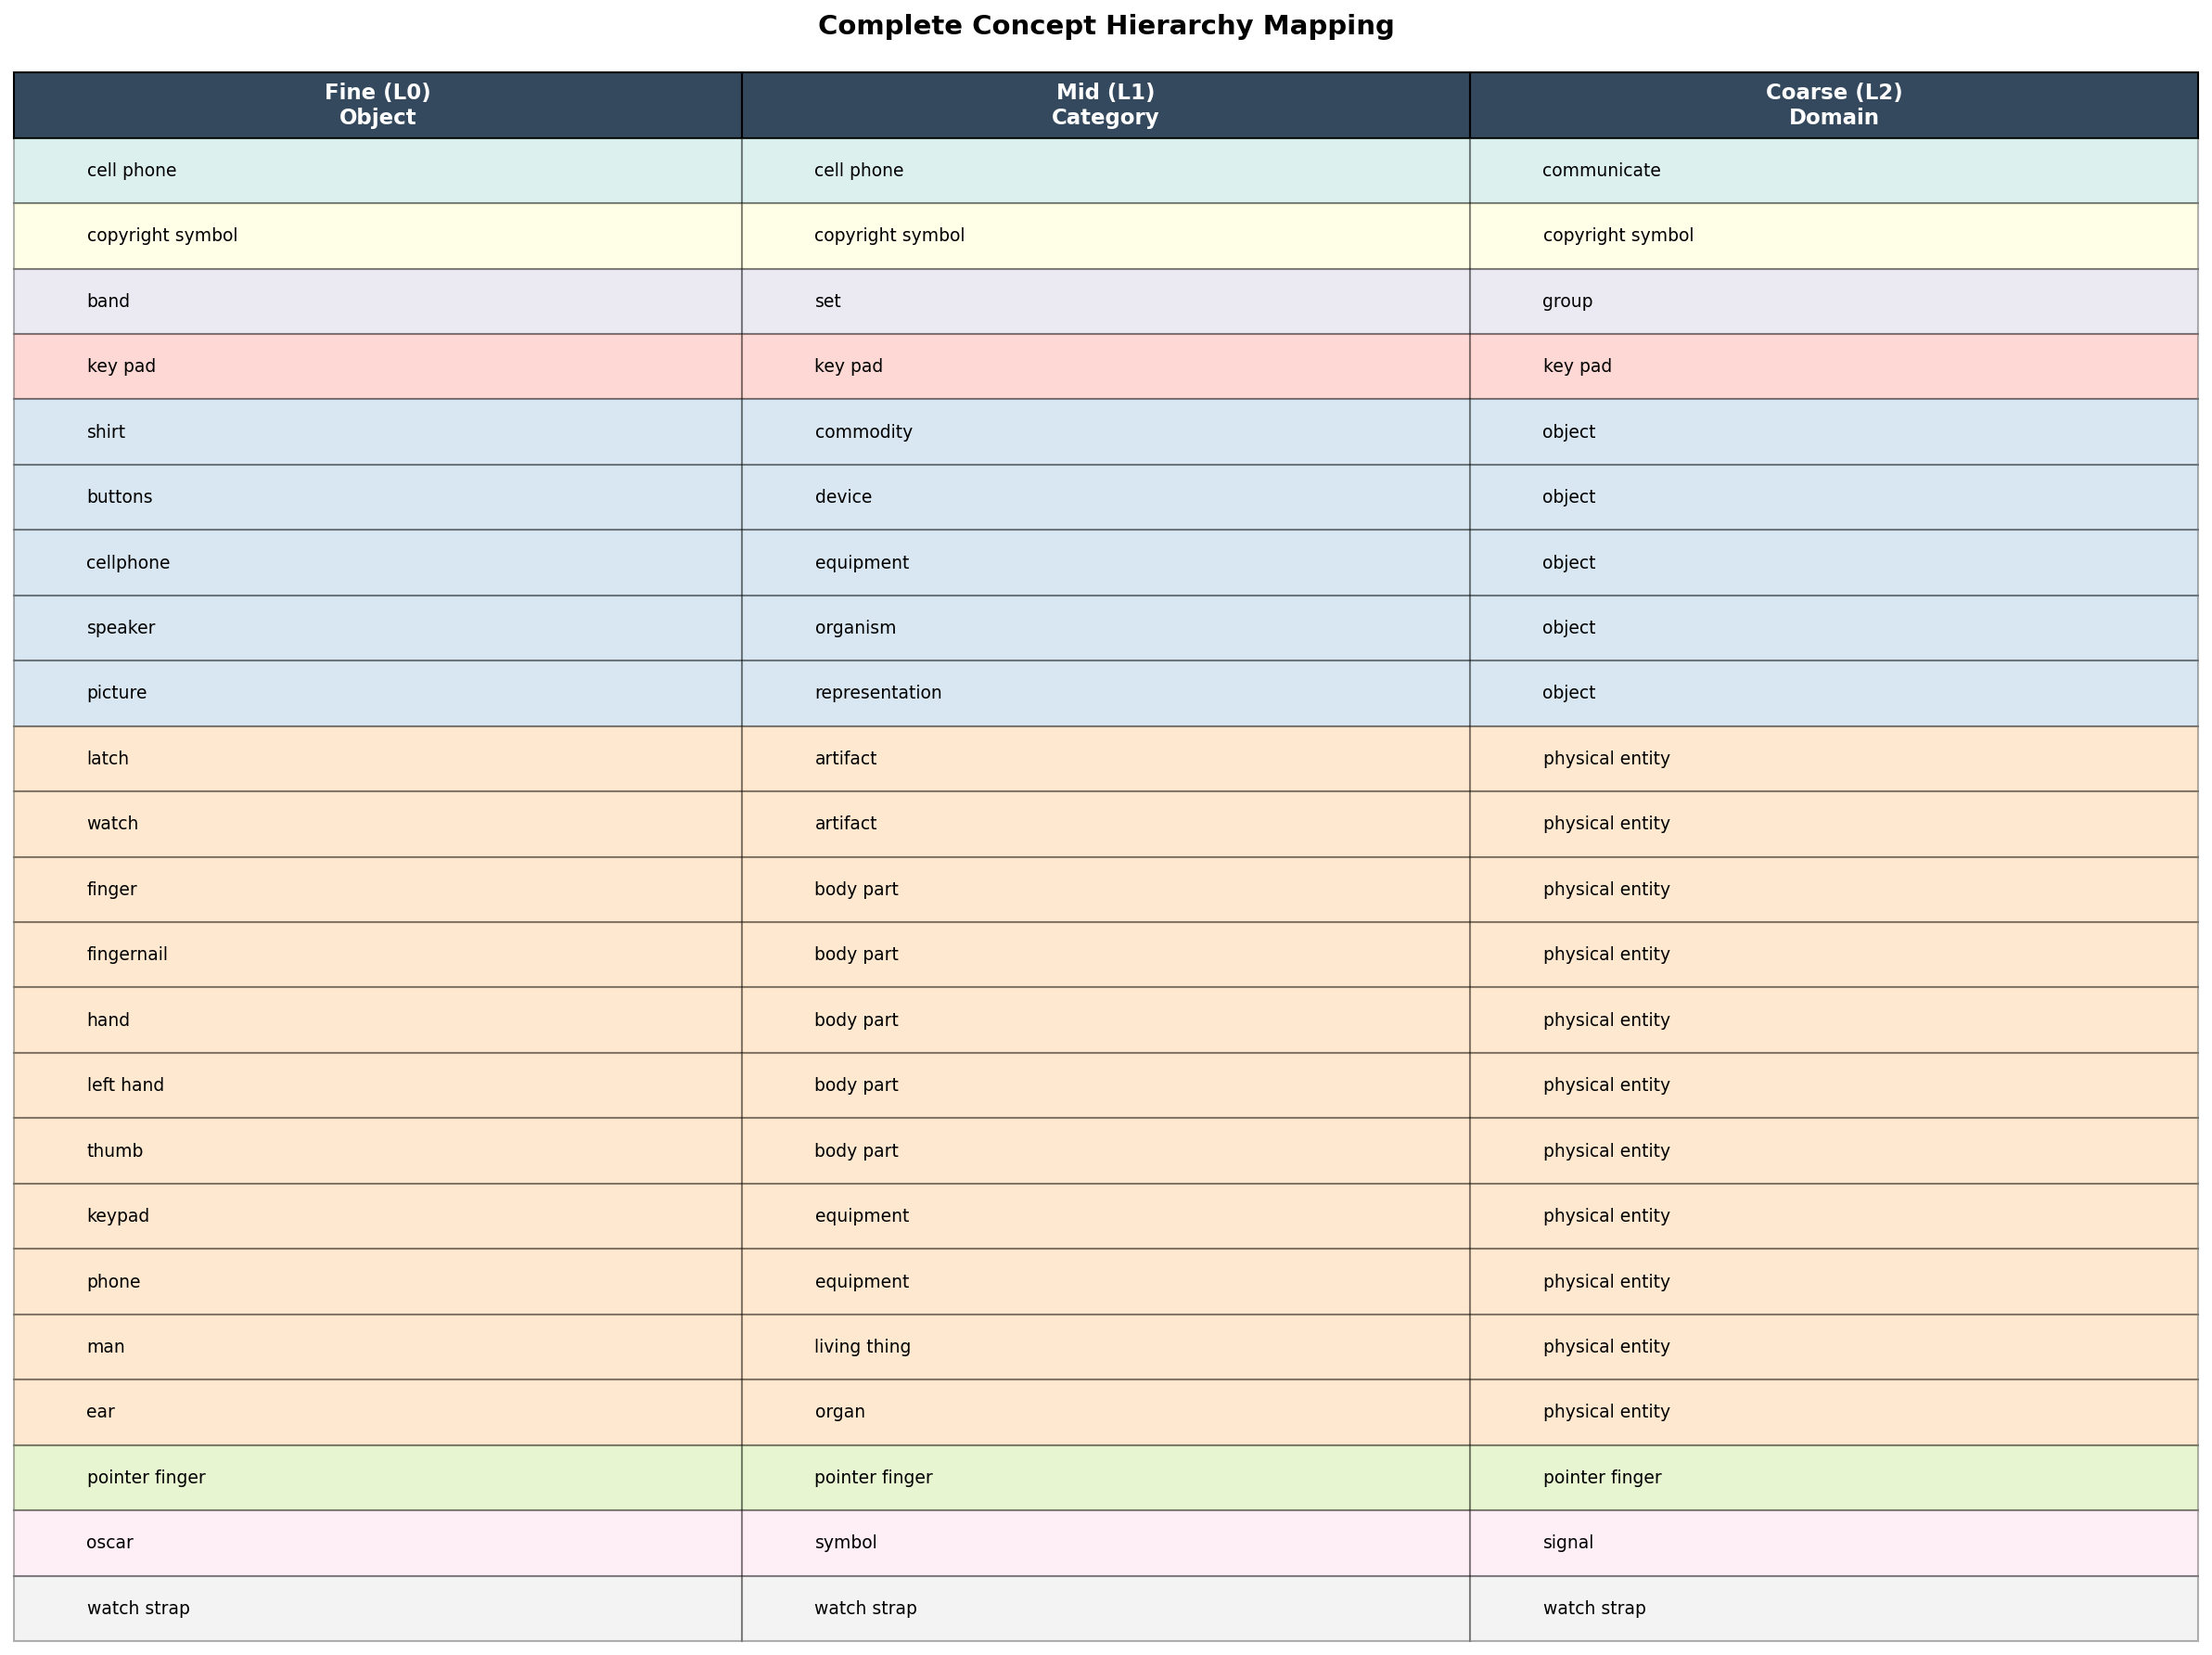 Complete Concept Hierarchy Mapping
Fine (L0) Mid (L1) Coarse (L2)
Object Category Domain
cell phone cell phone communicate
copyright symbol copyright symbol copyright symbol
band set group
key pad key pad key pad
shirt commodity object
buttons device object
cellphone equipment object
speaker organism object
picture representation object
latch artifact physical entity
watch artifact physical entity
finger body part physical entity
fingernail body part physical entity
hand body part physical entity
left hand body part physical entity
thumb body part physical entity
keypad equipment physical entity
phone equipment physical entity
man living thing physical entity
ear organ physical entity
pointer finger pointer finger pointer finger
oscar symbol signal
watch strap watch strap watch strap